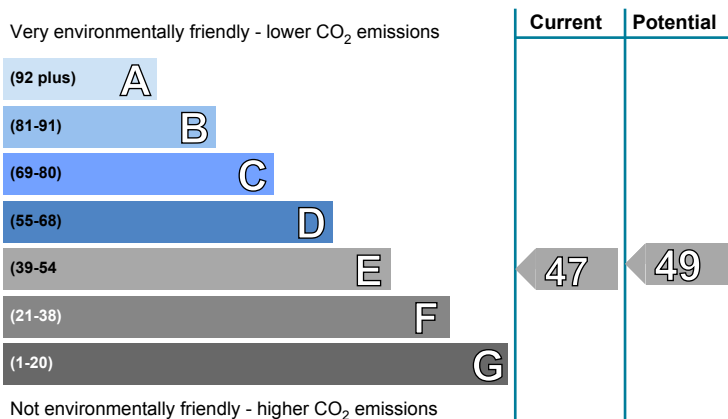 Current Potential
Very environmentally friendly - lower CO2 emissions
(92 plus) A
(81-91) B
(69-80) C
(55-68) D
(39-54 E 47 49
(21-38) F
(1-20) G
Not environmentally friendly - higher CO2 emissions